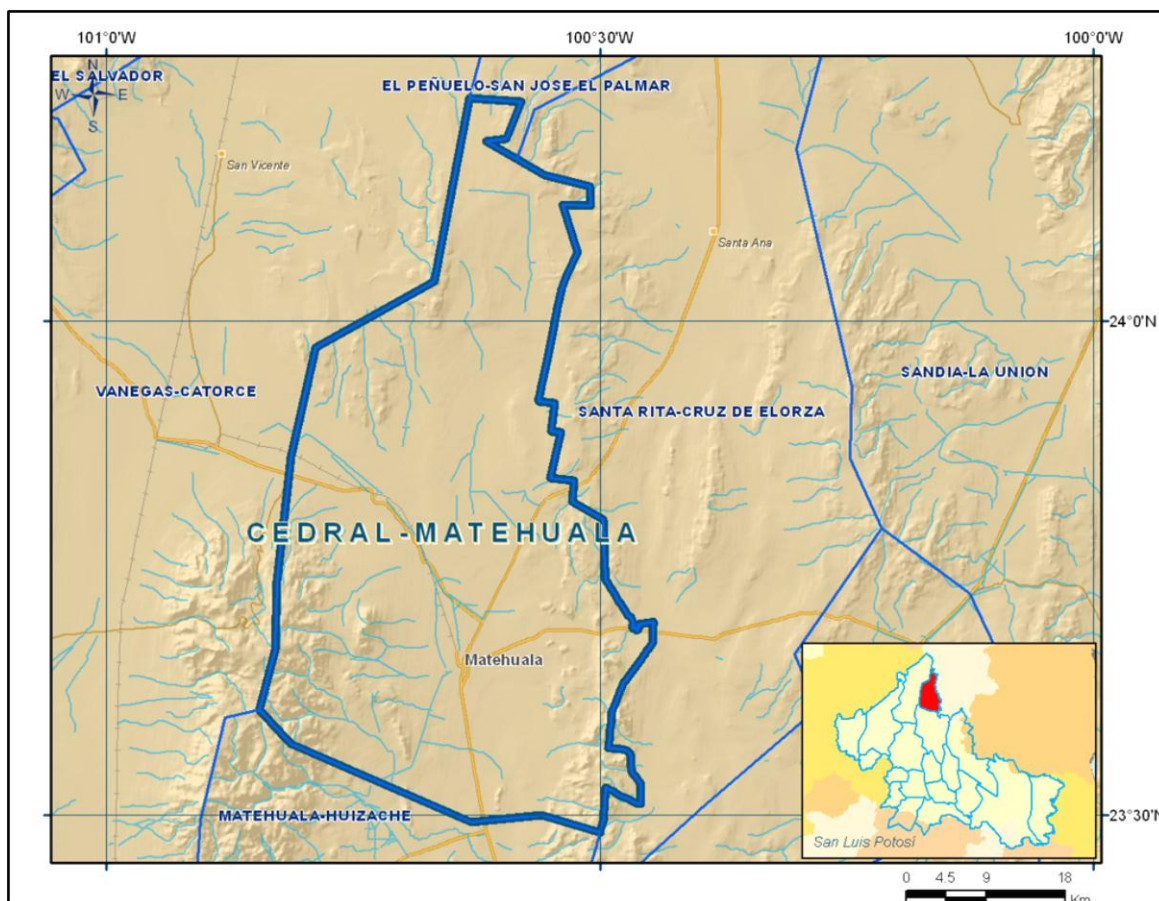 101°0'W
100°30'W
100°0'W
EL SALVADOR
N
W E
S
EL PEÑUELO-SAN JOSE EL PALMAR
San Vicente
Santa Ana
24°0'N
VANEGAS-CATORCE
SANDIA-LA UNION
SANTA RITA-CRUZ DE ELORZA
CEDRAL-MATEHUALA
Matehuala
MATEHUALA-HUIZACHE
23°30'N
San Luis Potosí
0 4.5 9 18
Km